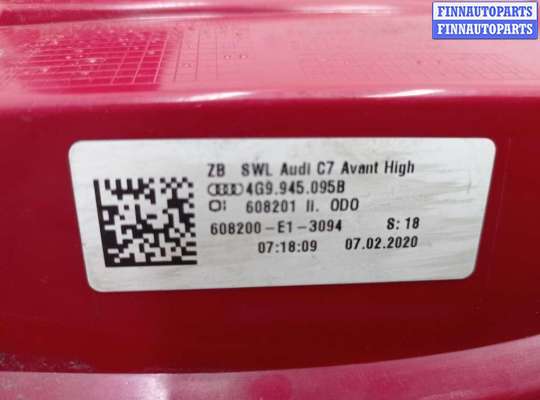 FINNAUTOPARTS
FINNAUTOPARTS
ZB SWL Audi C7 Avant High
4G9.945.095B
608201 li. ODO
608200-E1-3094 S: 18
07:18:09 07.02.2020